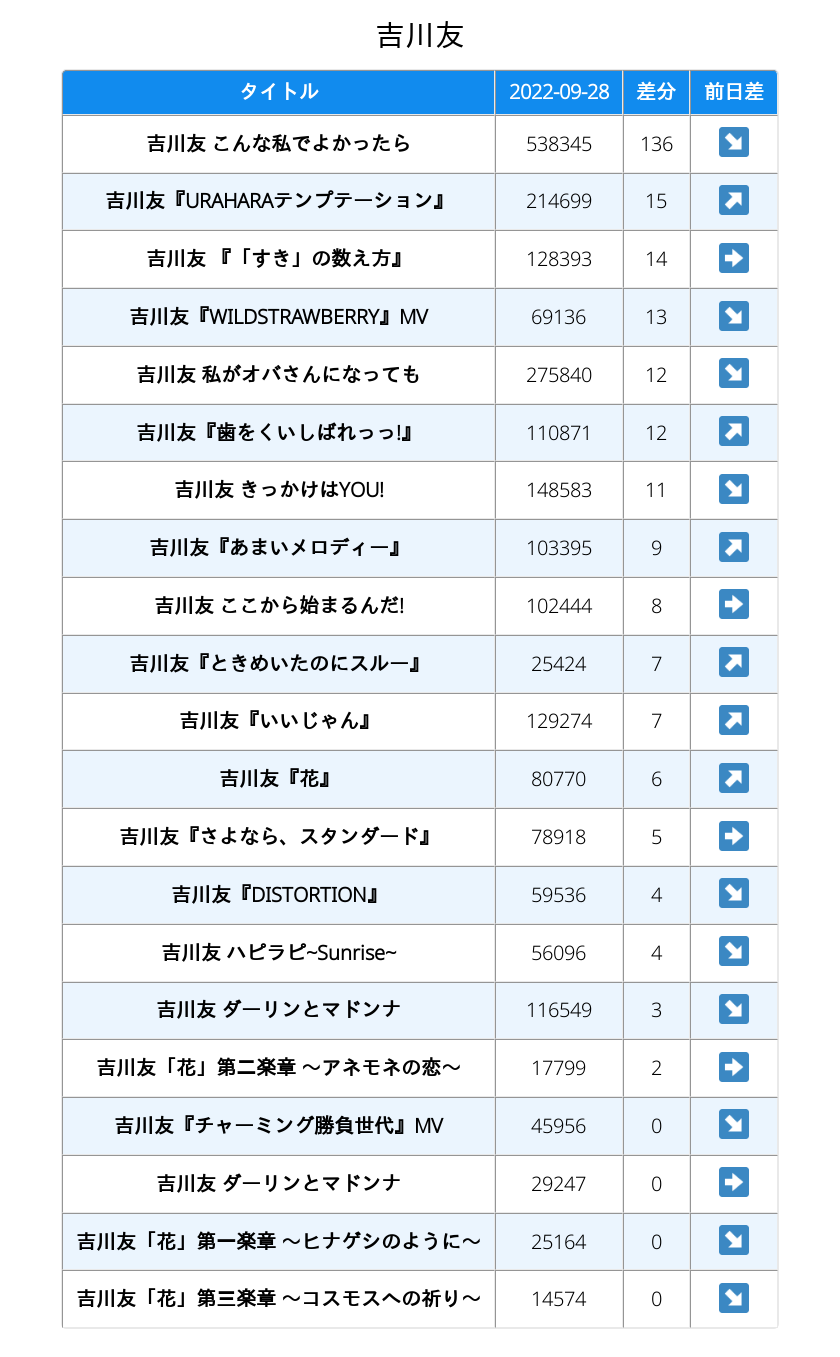 吉川友
タイトル 2022-09-28 差分 前日差
吉川友 こんな私でよかったら 538345 136 ↘
吉川友『URAHARAテンプテーション』 214699 15 ↗
吉川友 『「すき」の数え方』 128393 14 ➡
吉川友『WILDSTRAWBERRY』MV 69136 13 ↘
吉川友 私がオバさんになっても 275840 12 ↘
吉川友『歯をくいしばれっっ!』 110871 12 ↗
吉川友 きっかけはYOU! 148583 11 ↘
吉川友『あまいメロディー』 103395 9 ↗
吉川友 ここから始まるんだ! 102444 8 ➡
吉川友『ときめいたのにスルー』 25424 7 ↗
吉川友『いいじゃん』 129274 7 ↗
吉川友『花』 80770 6 ↗
吉川友『さよなら、スタンダード』 78918 5 ➡
吉川友『DISTORTION』 59536 4 ↘
吉川友 ハピラピ~Sunrise~ 56096 4 ↘
吉川友 ダーリンとマドンナ 116549 3 ↘
吉川友「花」第二楽章 〜アネモネの恋〜 17799 2 ➡
吉川友『チャーミング勝負世代』MV 45956 0 ↘
吉川友 ダーリンとマドンナ 29247 0 ➡
吉川友「花」第一楽章 〜ヒナゲシのように〜 25164 0 ↘
吉川友「花」第三楽章 〜コスモスへの祈り〜 14574 0 ↘